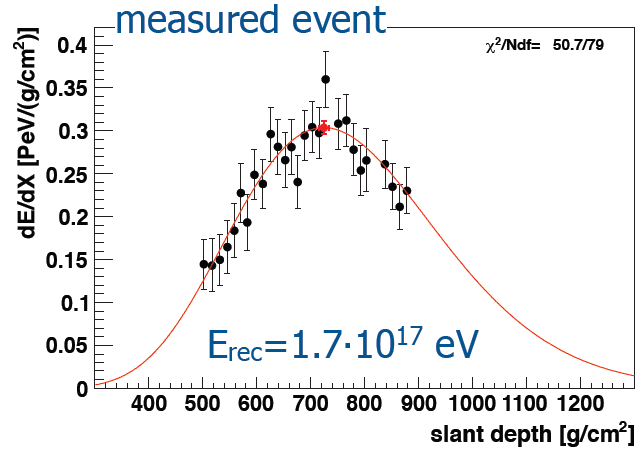 measured event
χ²/Ndf= 50.7/79
dE/dX [PeV/(g/cm²)]
0.4
0.35
0.3
0.25
0.2
0.15
0.1
0.05
0
E_rec=1.7·10¹⁷ eV
400 500 600 700 800 900 1000 1100 1200
slant depth [g/cm²]